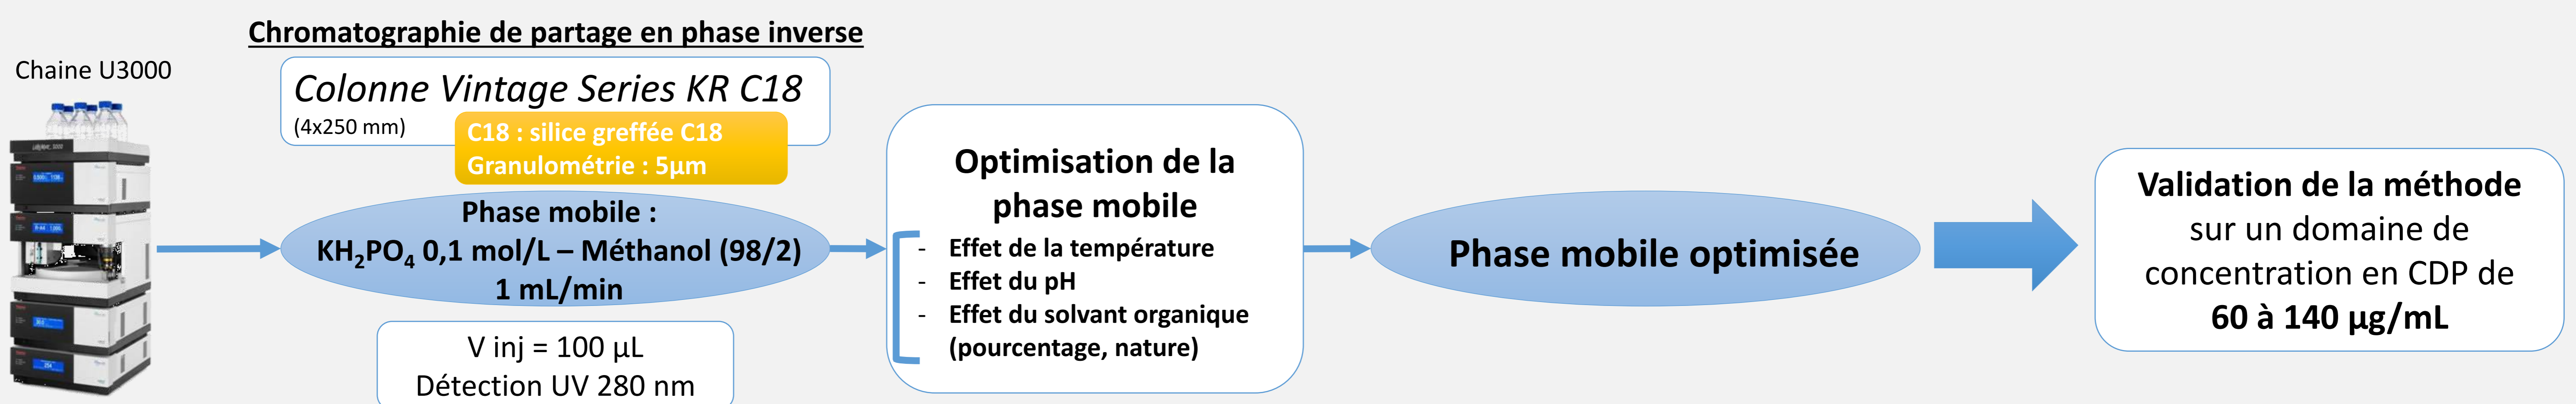 Chromatographie de partage en phase inverse
Chaine U3000
Colonne Vintage Series KR C18
(4x250 mm)
C18 : silice greffée C18
Granulométrie : 5µm
Phase mobile :
KH₂PO₄ 0,1 mol/L – Méthanol (98/2)
1 mL/min
V inj = 100 µL
Détection UV 280 nm
Optimisation de la
phase mobile
- Effet de la température
- Effet du pH
- Effet du solvant organique
(pourcentage, nature)
Phase mobile optimisée
Validation de la méthode
sur un domaine de
concentration en CDP de
60 à 140 µg/mL